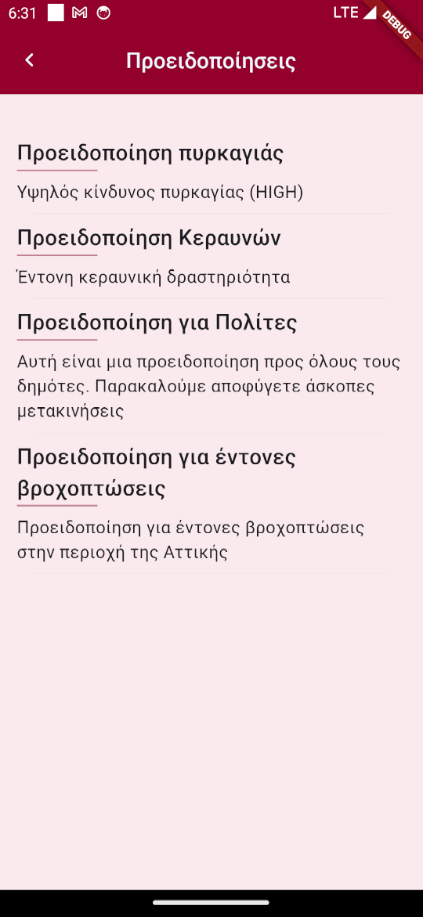 6:31
LTE
DEBUG
Προειδοποίησεις
Προειδοποίηση πυρκαγιάς
Υψηλός κίνδυνος πυρκαγίας (HIGH)
Προειδοποίηση Κεραυνών
Έντονη κεραυνική δραστηριότητα
Προειδοποίηση για Πολίτες
Αυτή είναι μια προειδοποίηση προς όλους τους
δημότες. Παρακαλούμε αποφύγετε άσκοπες
μετακινήσεις
Προειδοποίηση για έντονες
βροχοπτώσεις
Προειδοποίηση για έντονες βροχοπτώσεις
στην περιοχή της Αττικής